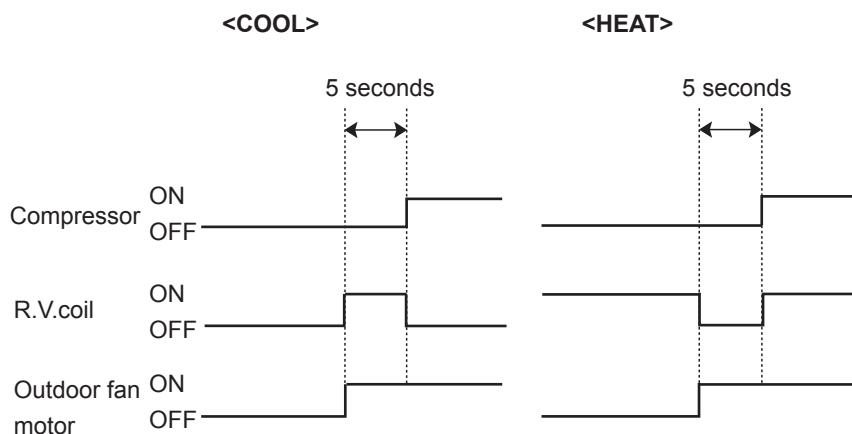 <COOL> <HEAT>
5 seconds 5 seconds
ON
Compressor
OFF
ON
R.V.coil
OFF
ON
Outdoor fan
motor
OFF